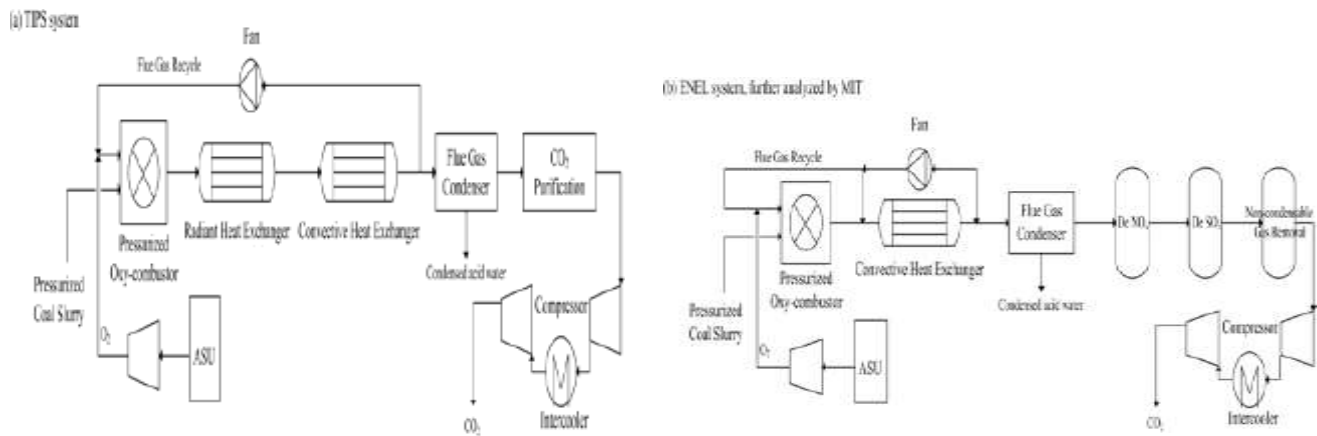 (a) TIPS system
Fan
Flue Gas Recycle
Flue Gas
Condenser
CO₂
Purification
Radiant Heat Exchanger
Convective Heat Exchanger
Pressurized
Oxy-combustor
Condensed acid water
Pressurized
Coal Slurry
O₂
ASU
Compressor
Intercooler
CO₂
(b) ENEL system, further analyzed by MIT
Fan
Flue Gas Recycle
Flue Gas
Condenser
De NOₓ
De SOₓ
Non-condensable
Gas Removal
Convective Heat Exchanger
Pressurized
Oxy-combustor
Condensed acid water
Pressurized
Coal Slurry
O₂
ASU
Compressor
Intercooler
CO₂